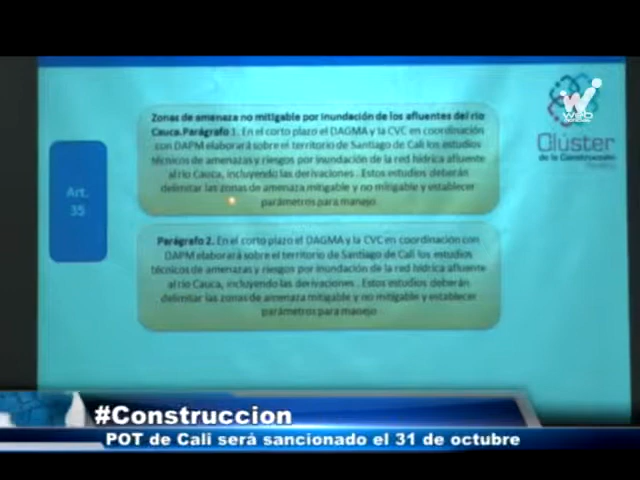 Zonas de amenaza no mitigable por inundación de los afluentes del río
Cauca.Parágrafo 1. En el corto plazo el DAGMA y la CVC en coordinación
con DAPM elaborará sobre el territorio de Santiago de Cali los estudios
técnicos de amenazas y riesgos por inundación de la red hídrica afluente
al río Cauca, incluyendo las derivaciones . Estos estudios deberán
delimitar las zonas de amenaza mitigable y no mitigable y establecer
parámetros para manejo
Art.
35
Parágrafo 2. En el corto plazo el DAGMA y la CVC en coordinación con
DAPM elaborará sobre el territorio de Santiago de Cali los estudios
técnicos de amenazas y riesgos por inundación de la red hídrica afluente
al río Cauca, incluyendo las derivaciones . Estos estudios deberán
delimitar las zonas de amenaza mitigable y no mitigable y establecer
parámetros para manejo
Clúster
de la Construcción
#Construccion
POT de Cali será sancionado el 31 de octubre